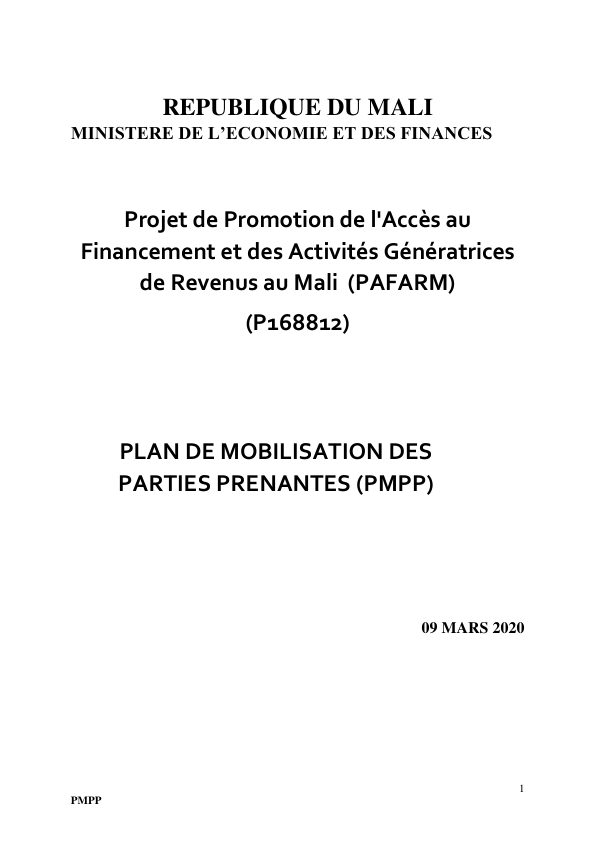 REPUBLIQUE DU MALI
MINISTERE DE L’ECONOMIE ET DES FINANCES
Projet de Promotion de l'Accès au
Financement et des Activités Génératrices
de Revenus au Mali (PAFARM)
(P168812)
PLAN DE MOBILISATION DES
PARTIES PRENANTES (PMPP)
09 MARS 2020
1
PMPP